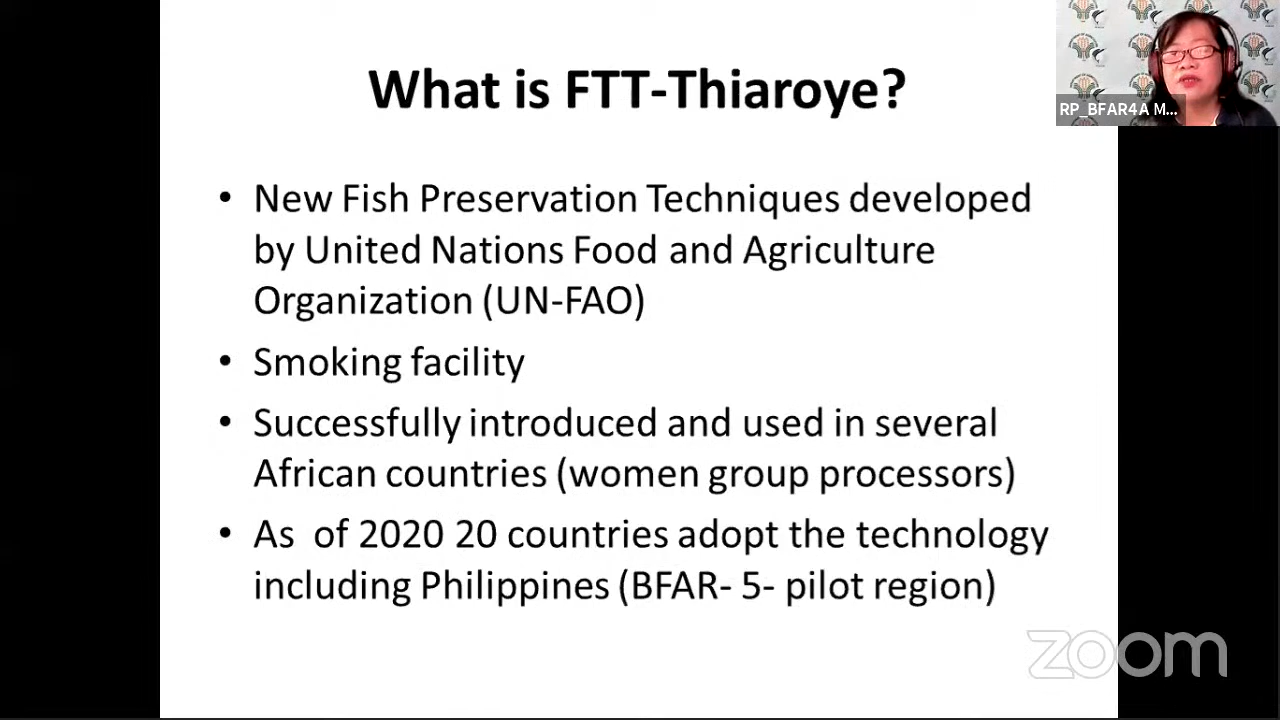 What is FTT-Thiaroye?
RP_BFAR4A M...
• New Fish Preservation Techniques developed
by United Nations Food and Agriculture
Organization (UN-FAO)
• Smoking facility
• Successfully introduced and used in several
African countries (women group processors)
• As  of 2020 20 countries adopt the technology
including Philippines (BFAR- 5- pilot region)
zoom